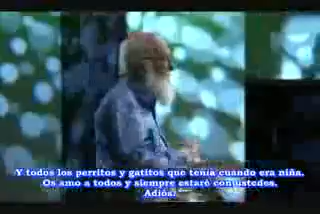 Y todos los perritos y gatitos que tenía cuando era niña.
Os amo a todos y siempre estaré con ustedes.
Adiós.